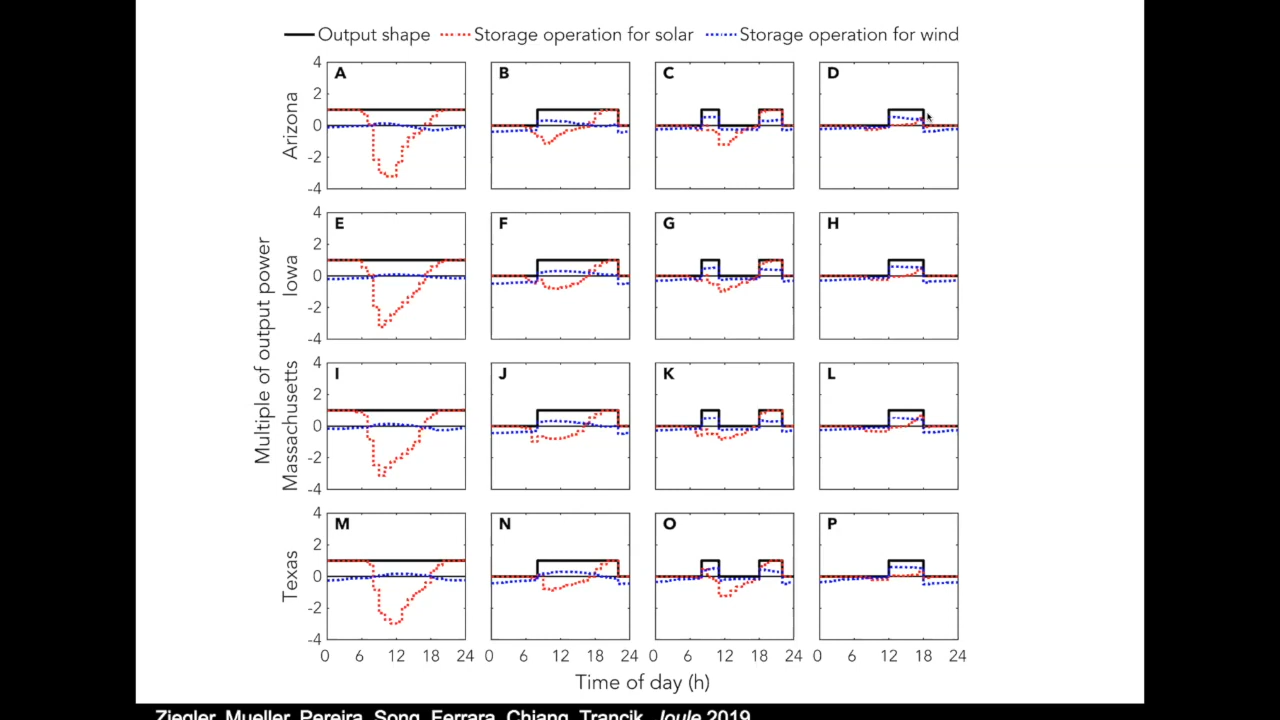 Output shape Storage operation for solar Storage operation for wind
Multiple of output power
Arizona
4
2
0
-2
-4
A
B
C
D
Iowa
4
2
0
-2
-4
E
F
G
H
Massachusetts
4
2
0
-2
-4
I
J
K
L
Texas
4
2
0
-2
-4
M
N
O
P
0 6 12 18 24 0 6 12 18 24 0 6 12 18 24 0 6 12 18 24
Time of day (h)
Ziegler, Mueller, Pereira, Song, Ferrara, Chiang, Trancik, Joule 2019